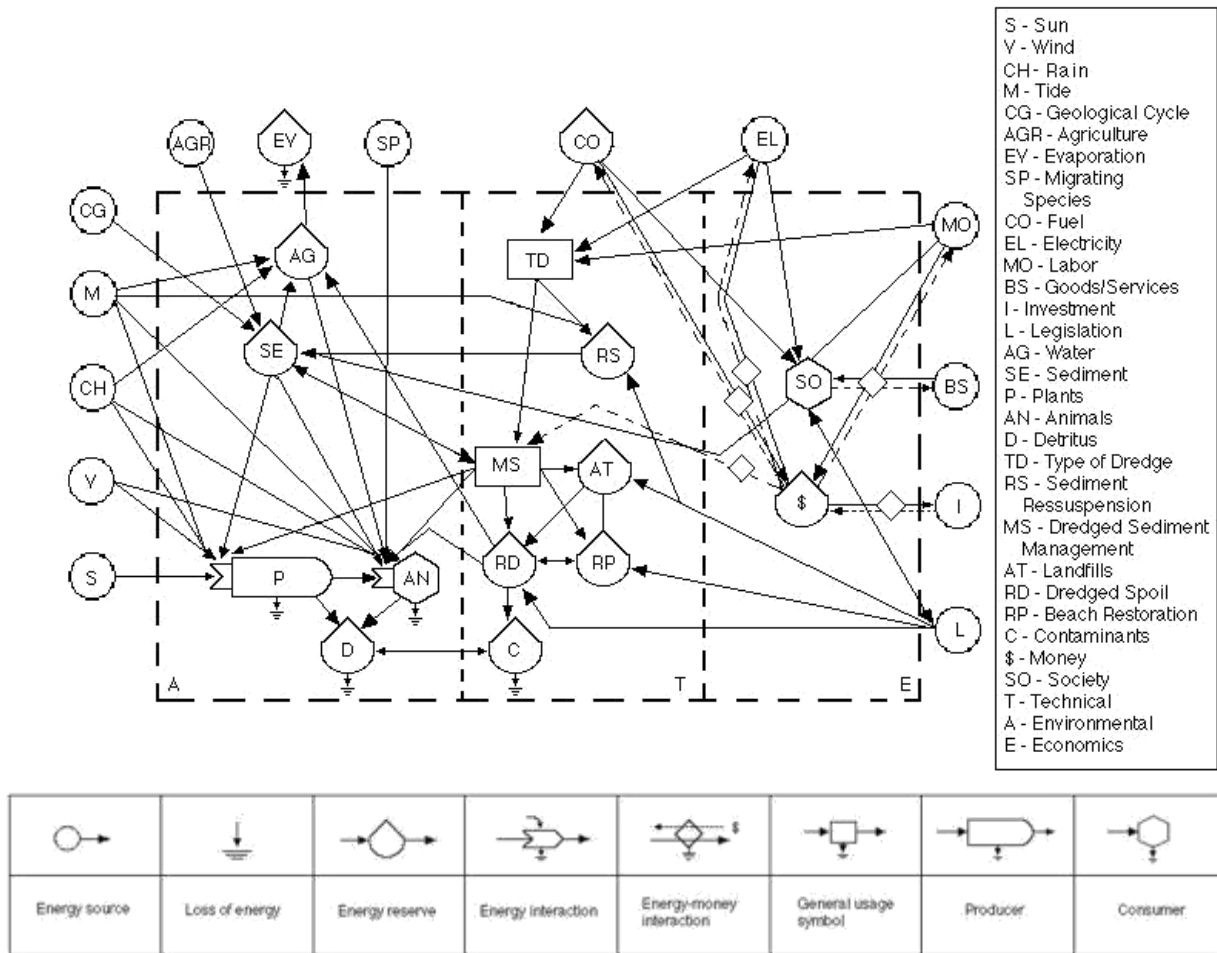 S - Sun
V - Wind
CH - Rain
M - Tide
CG - Geological Cycle
AGR - Agriculture
EV - Evaporation
SP - Migrating
Species
CO - Fuel
EL - Electricity
MO - Labor
BS - Goods/Services
I - Investment
L - Legislation
AG - Water
SE - Sediment
P - Plants
AN - Animals
D - Detritus
TD - Type of Dredge
RS - Sediment
Ressuspension
MS - Dredged Sediment
Management
AT - Landfills
RD - Dredged Spoil
RP - Beach Restoration
C - Contaminants
$ - Money
SO - Society
T - Technical
A - Environmental
E - Economics
AGR
EV
SP
CO
EL
CG
MO
AG
TD
M
SE
RS
CH
SO
BS
MS
AT
V
$
I
S
P
AN
RD
RP
D
C
L
A
T
E
$
Energy source
Loss of energy
Energy reserve
Energy interaction
Energy-money
interaction
General usage
symbol
Producer
Consumer